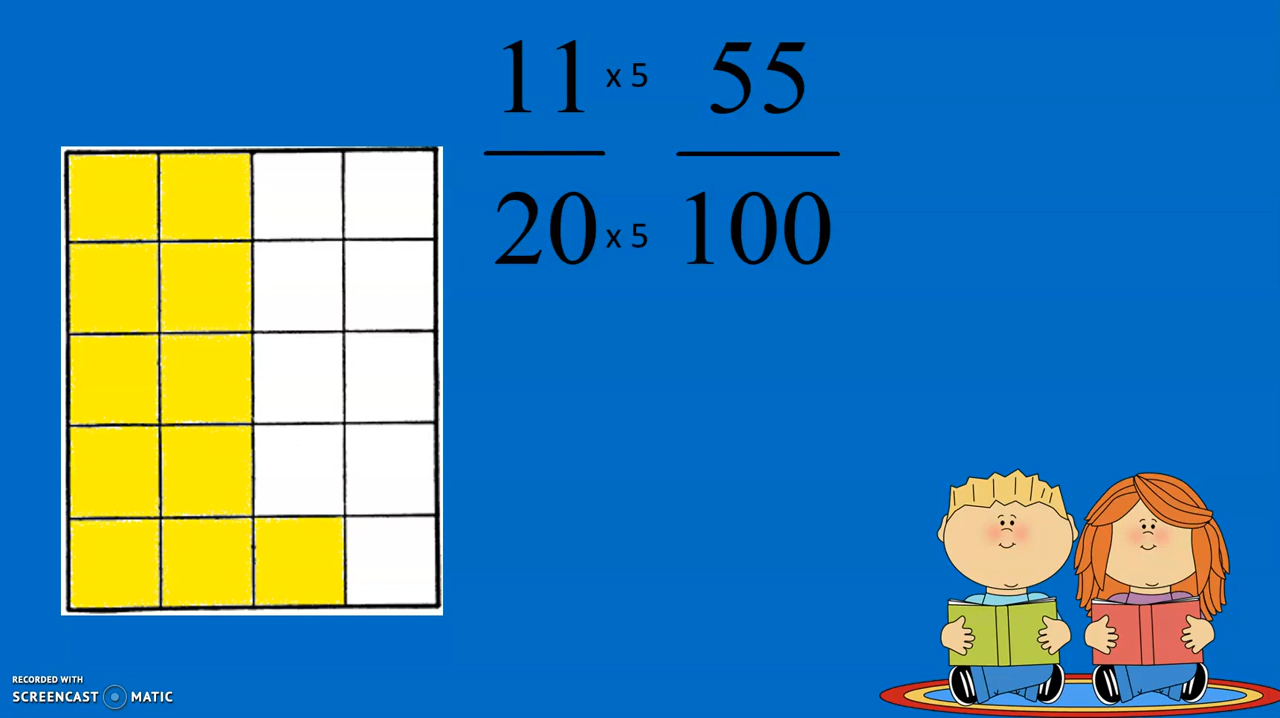 11 x 5 55
20 x 5 100
RECORDED WITH
SCREENCAST MATIC